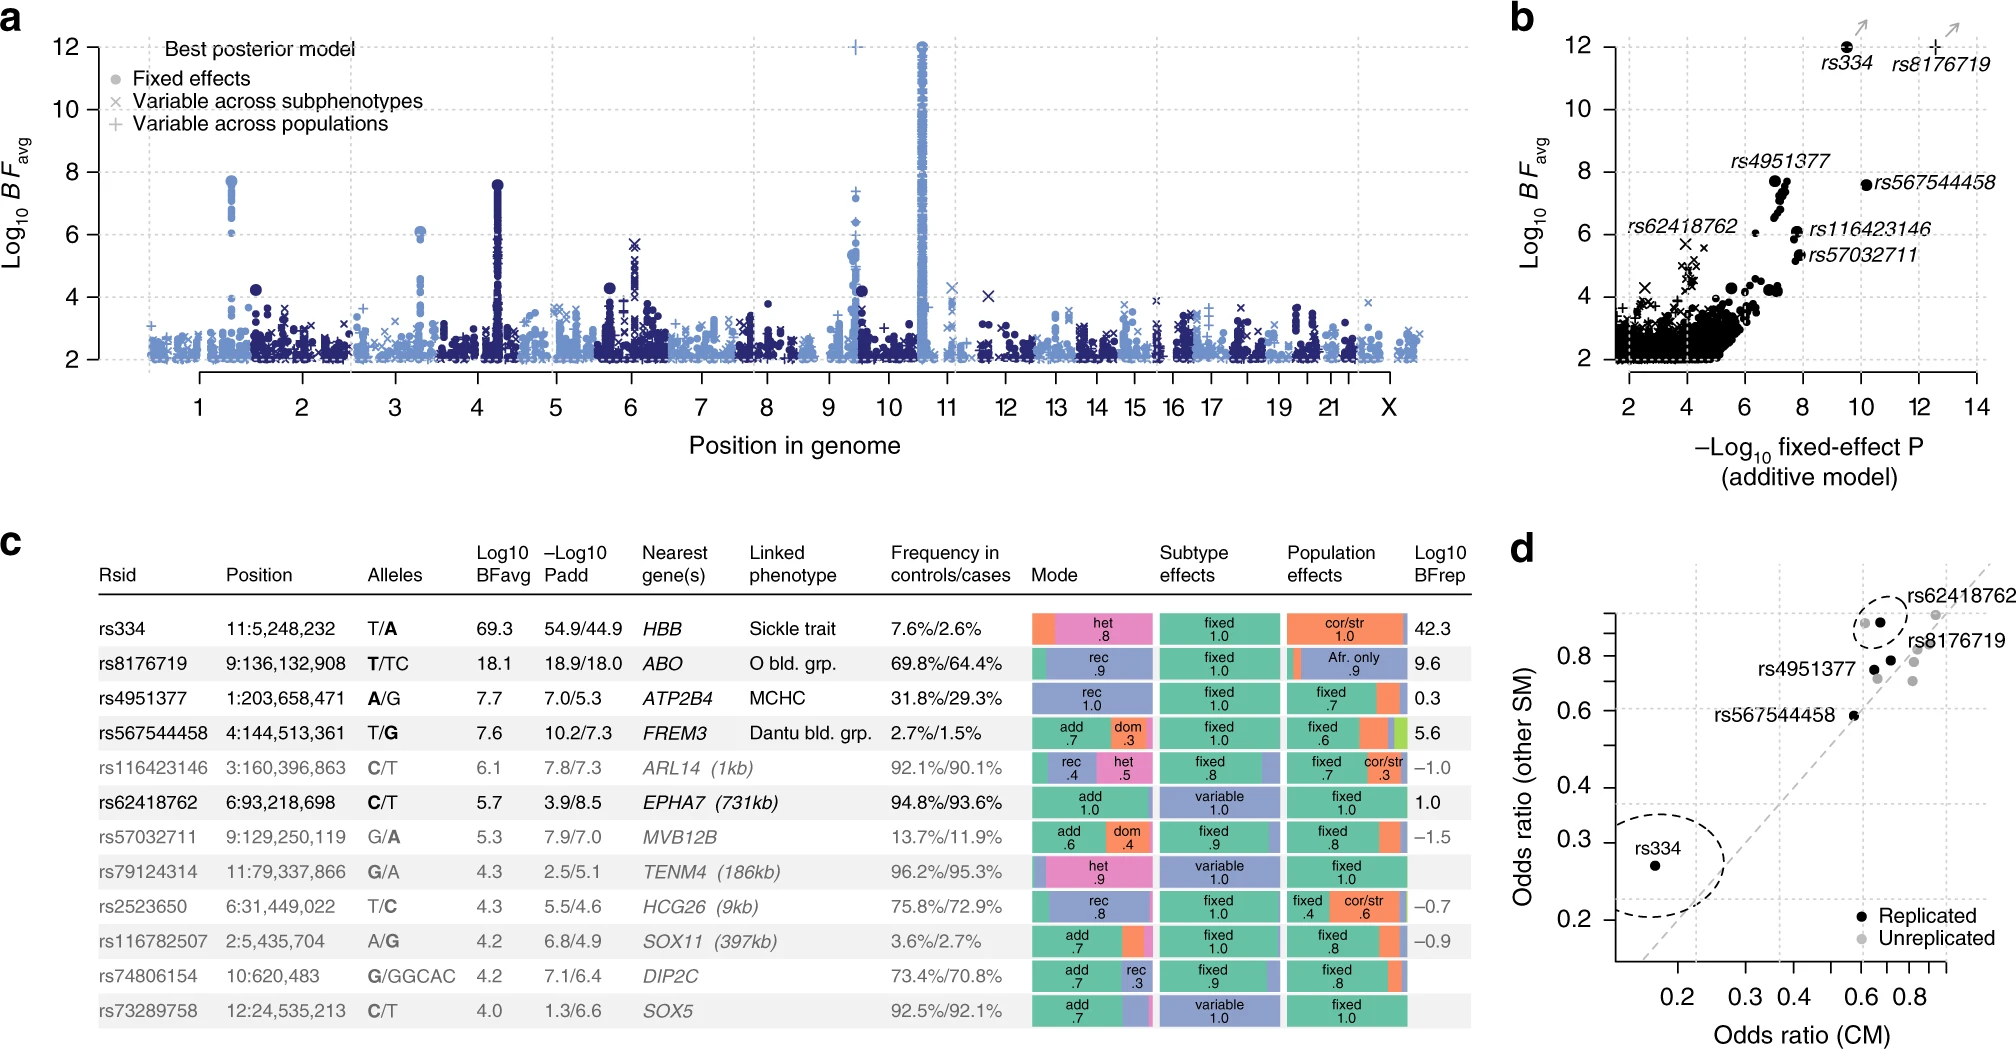 a
Best posterior model
Fixed effects
Variable across subphenotypes
Variable across populations
Log10 BFavg
12
10
8
6
4
2
1 2 3 4 5 6 7 8 9 10 11 12 13 14 15 16 17 19 21 X
Position in genome
b
Log10 BFavg
12
10
8
6
4
2
rs334
rs8176719
rs4951377
rs567544458
rs62418762
rs116423146
rs57032711
2 4 6 8 10 12 14
–Log10 fixed-effect P
(additive model)
c
Rsid Position Alleles Log10 BFavg –Log10 Padd Nearest gene(s) Linked phenotype Frequency in controls/cases Mode Subtype effects Population effects Log10 BFrep
rs334 11:5,248,232 T/A 69.3 54.9/44.9 HBB Sickle trait 7.6%/2.6% het .8 fixed 1.0 cor/str 1.0 42.3
rs8176719 9:136,132,908 T/TC 18.1 18.9/18.0 ABO O bld. grp. 69.8%/64.4% rec .9 fixed 1.0 Afr. only .9 9.6
rs4951377 1:203,658,471 A/G 7.7 7.0/5.3 ATP2B4 MCHC 31.8%/29.3% rec 1.0 fixed 1.0 fixed .7 0.3
rs567544458 4:144,513,361 T/G 7.6 10.2/7.3 FREM3 Dantu bld. grp. 2.7%/1.5% add .7 dom .3 fixed 1.0 fixed .6 5.6
rs116423146 3:160,396,863 C/T 6.1 7.8/7.3 ARL14 (1kb) 92.1%/90.1% rec .4 het .5 fixed .8 fixed .7 cor/str .3 –1.0
rs62418762 6:93,218,698 C/T 5.7 3.9/8.5 EPHA7 (731kb) 94.8%/93.6% add 1.0 variable 1.0 fixed 1.0 1.0
rs57032711 9:129,250,119 G/A 5.3 7.9/7.0 MVB12B 13.7%/11.9% add .6 dom .4 fixed .9 fixed .8 –1.5
rs79124314 11:79,337,866 G/A 4.3 2.5/5.1 TENM4 (186kb) 96.2%/95.3% het .9 variable 1.0 fixed 1.0
rs2523650 6:31,449,022 T/C 4.3 5.5/4.6 HCG26 (9kb) 75.8%/72.9% rec .8 fixed 1.0 fixed .4 cor/str .6 –0.7
rs116782507 2:5,435,704 A/G 4.2 6.8/4.9 SOX11 (397kb) 3.6%/2.7% add .7 fixed 1.0 fixed .8 –0.9
rs74806154 10:620,483 G/GGCAC 4.2 7.1/6.4 DIP2C 73.4%/70.8% add .7 rec .3 fixed .9 fixed .8
rs73289758 12:24,535,213 C/T 4.0 1.3/6.6 SOX5 92.5%/92.1% add .7 variable 1.0 fixed 1.0
d
Odds ratio (other SM)
0.8
0.6
0.4
0.3
0.2
rs62418762
rs8176719
rs4951377
rs567544458
rs334
Replicated
Unreplicated
0.2 0.3 0.4 0.6 0.8
Odds ratio (CM)